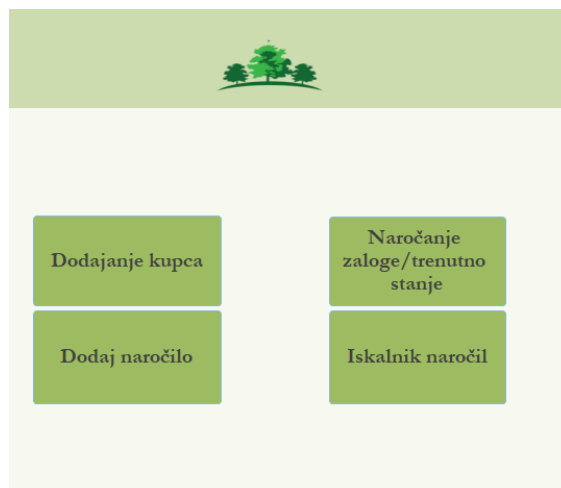 Dodajanje kupca
Naročanje
zaloge/trenutno
stanje
Dodaj naročilo
Iskalnik naročil